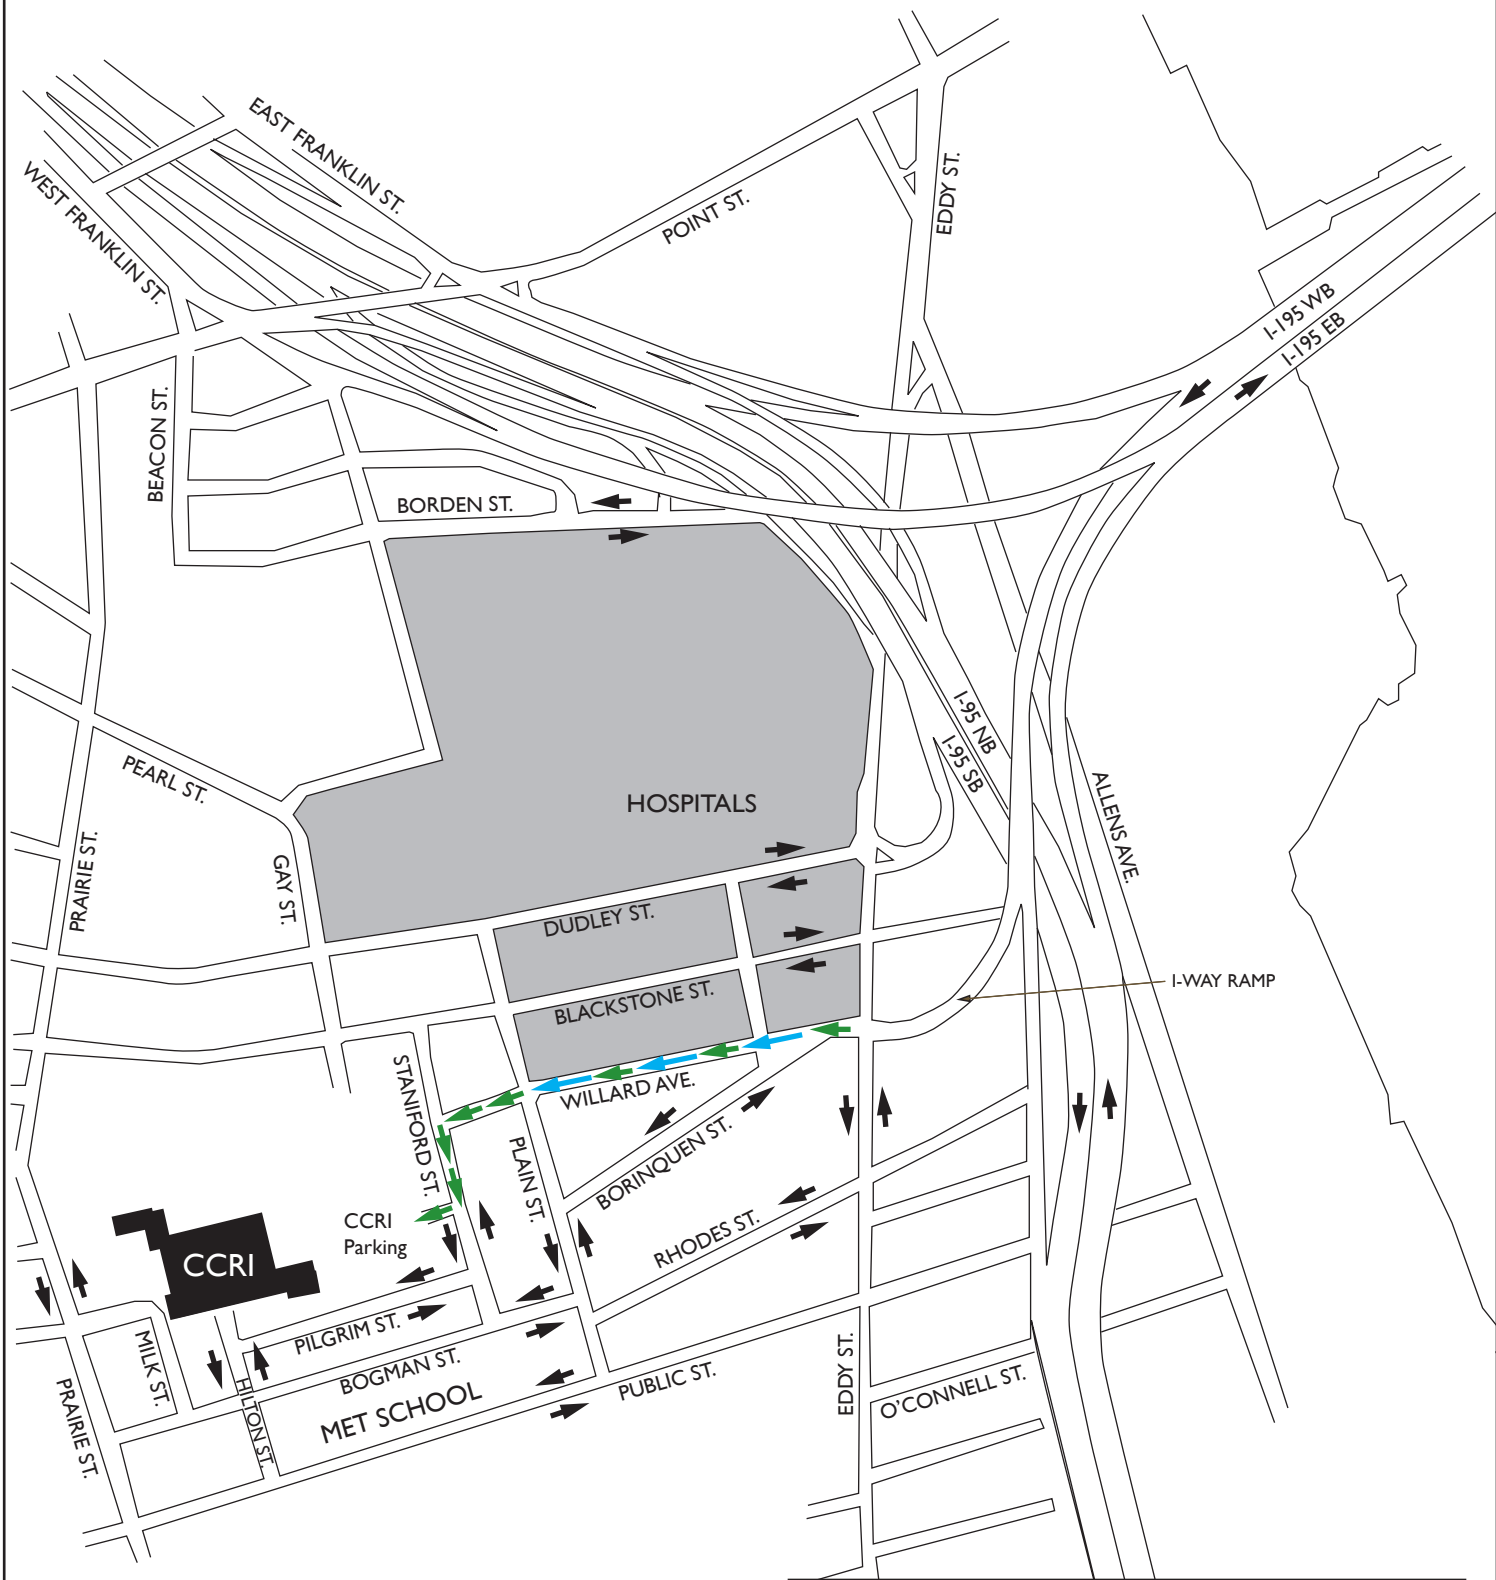 EAST FRANKLIN ST.
WEST FRANKLIN ST.
POINT ST.
EDDY ST.
I-195 WB
I-195 EB
BEACON ST.
BORDEN ST.
I-95 NB
I-95 SB
PEARL ST.
HOSPITALS
ALLENS AVE.
PRAIRIE ST.
GAY ST.
DUDLEY ST.
BLACKSTONE ST.
I-WAY RAMP
WILLARD AVE.
STANIFORD ST.
PLAIN ST.
BORINQUEN ST.
CCRI
Parking
RHODES ST.
CCRI
PILGRIM ST.
MILK ST.
BOGMAN ST.
HILTON ST.
MET SCHOOL
PUBLIC ST.
EDDY ST.
O'CONNELL ST.
PRAIRIE ST.